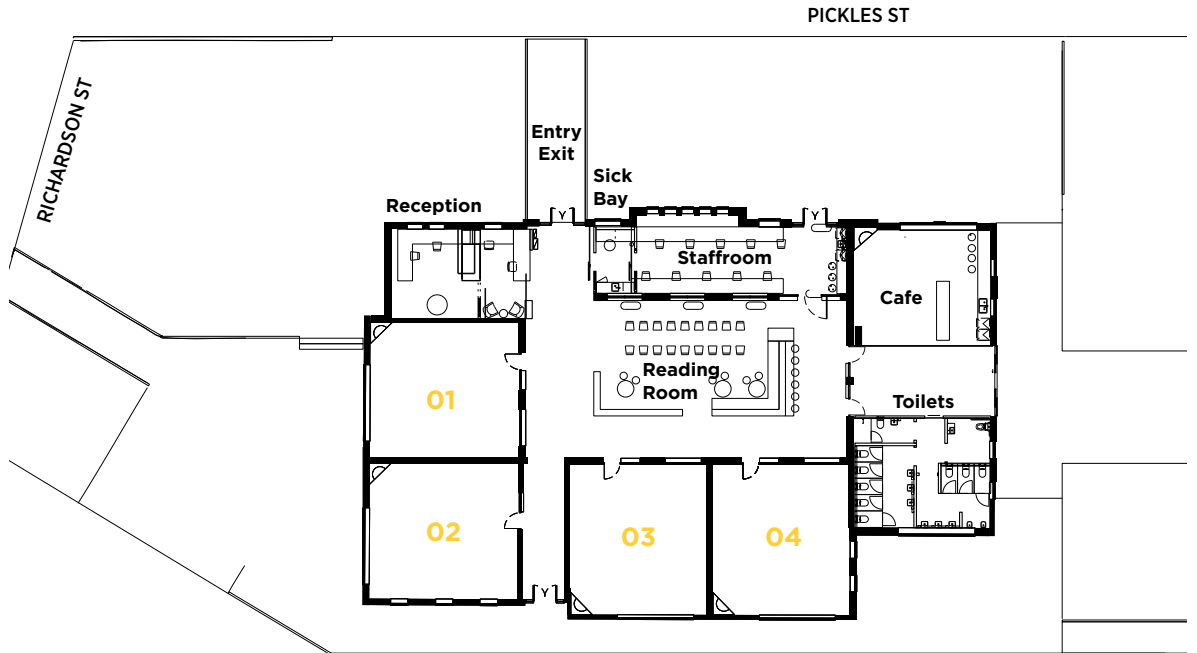 PICKLES ST
RICHARDSON ST
Entry
Exit
Sick
Bay
Reception
Staffroom
Cafe
Reading
Room
Toilets
01
02
03
04